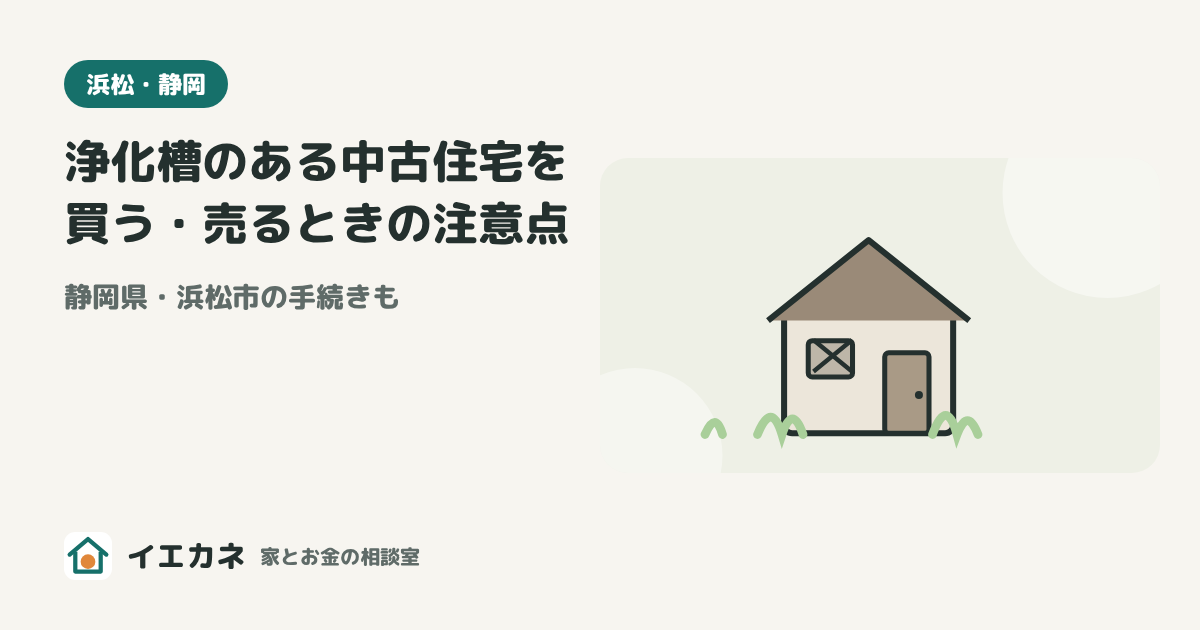 浜松・静岡
浄化槽のある中古住宅を
買う・売るときの注意点
静岡県・浜松市の手続きも
イエカネ 家とお金の相談室